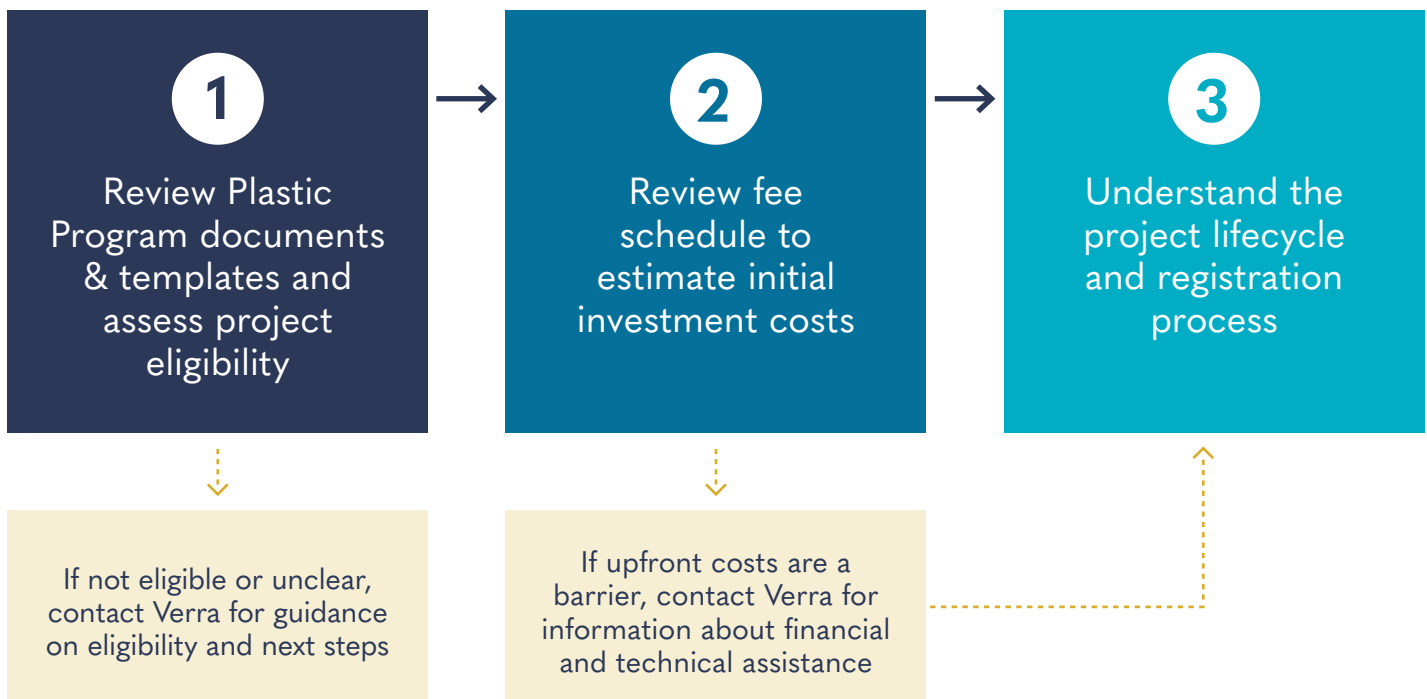 1
Review Plastic
Program documents
& templates and
assess project
eligibility
2
Review fee
schedule to
estimate initial
investment costs
3
Understand the
project lifecycle
and registration
process
If not eligible or unclear,
contact Verra for guidance
on eligibility and next steps
If upfront costs are a
barrier, contact Verra for
information about financial
and technical assistance